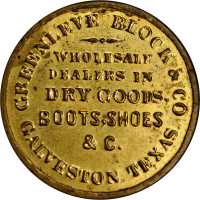 GREENLEVE BLOCK & CO
WHOLESALE
DEALERS IN
DRY GOODS,
BOOTS, SHOES
& C.
GALVESTON TEXAS